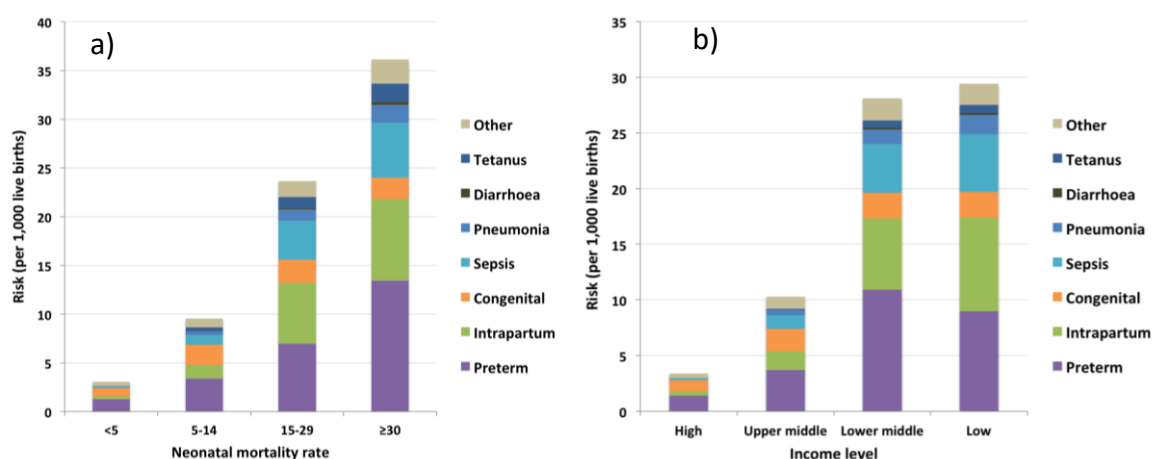 a)
Risk (per 1,000 live births)
40
35
30
25
20
15
10
5
0
<5
5-14
15-29
≥30
Neonatal mortality rate
Other
Tetanus
Diarrhoea
Pneumonia
Sepsis
Congenital
Intrapartum
Preterm
b)
Risk (per 1,000 live births)
35
30
25
20
15
10
5
0
High
Upper middle
Lower middle
Low
Income level
Other
Tetanus
Diarrhoea
Pneumonia
Sepsis
Congenital
Intrapartum
Preterm